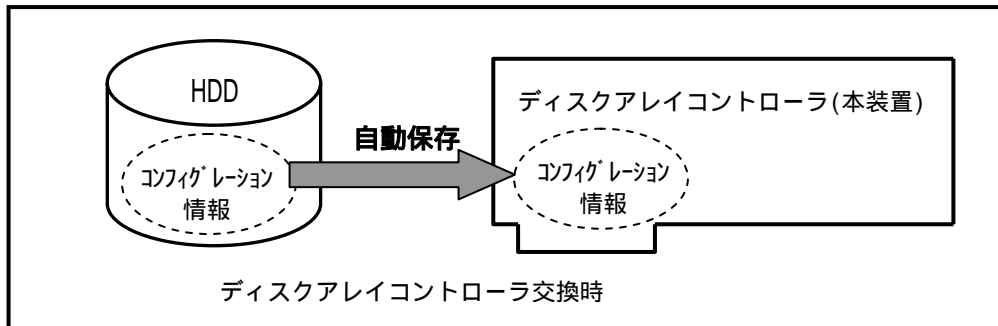 HDD
ディスクアレイコントローラ(本装置)
自動保存
ｺﾝﾌｨｸﾞﾚｰｼｮﾝ
情報
ｺﾝﾌｨｸﾞﾚｰｼｮﾝ
情報
ディスクアレイコントローラ交換時